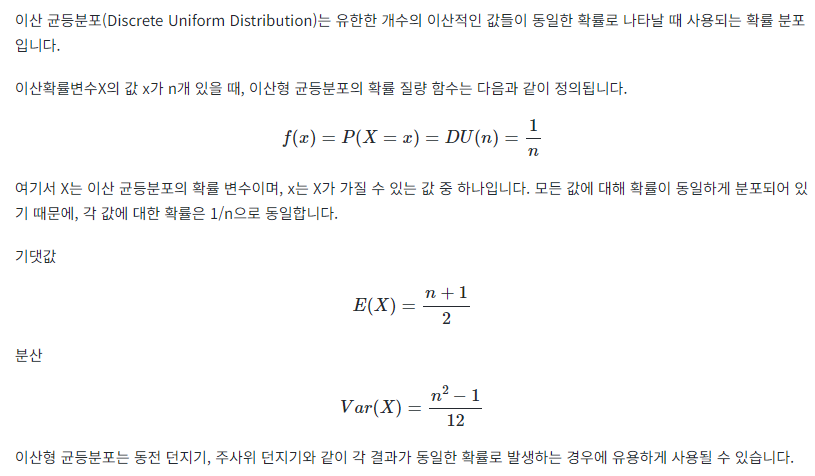 이산 균등분포(Discrete Uniform Distribution)는 유한한 개수의 이산적인 값들이 동일한 확률로 나타날 때 사용되는 확률 분포
입니다.
이산확률변수X의 값 x가 n개 있을 때, 이산형 균등분포의 확률 질량 함수는 다음과 같이 정의됩니다.
f(x) = P(X = x) = DU(n) = 1/n
여기서 X는 이산 균등분포의 확률 변수이며, x는 X가 가질 수 있는 값 중 하나입니다. 모든 값에 대해 확률이 동일하게 분포되어 있
기 때문에, 각 값에 대한 확률은 1/n으로 동일합니다.
기댓값
E(X) = (n + 1)/2
분산
Var(X) = (n² − 1)/12
이산형 균등분포는 동전 던지기, 주사위 던지기와 같이 각 결과가 동일한 확률로 발생하는 경우에 유용하게 사용될 수 있습니다.